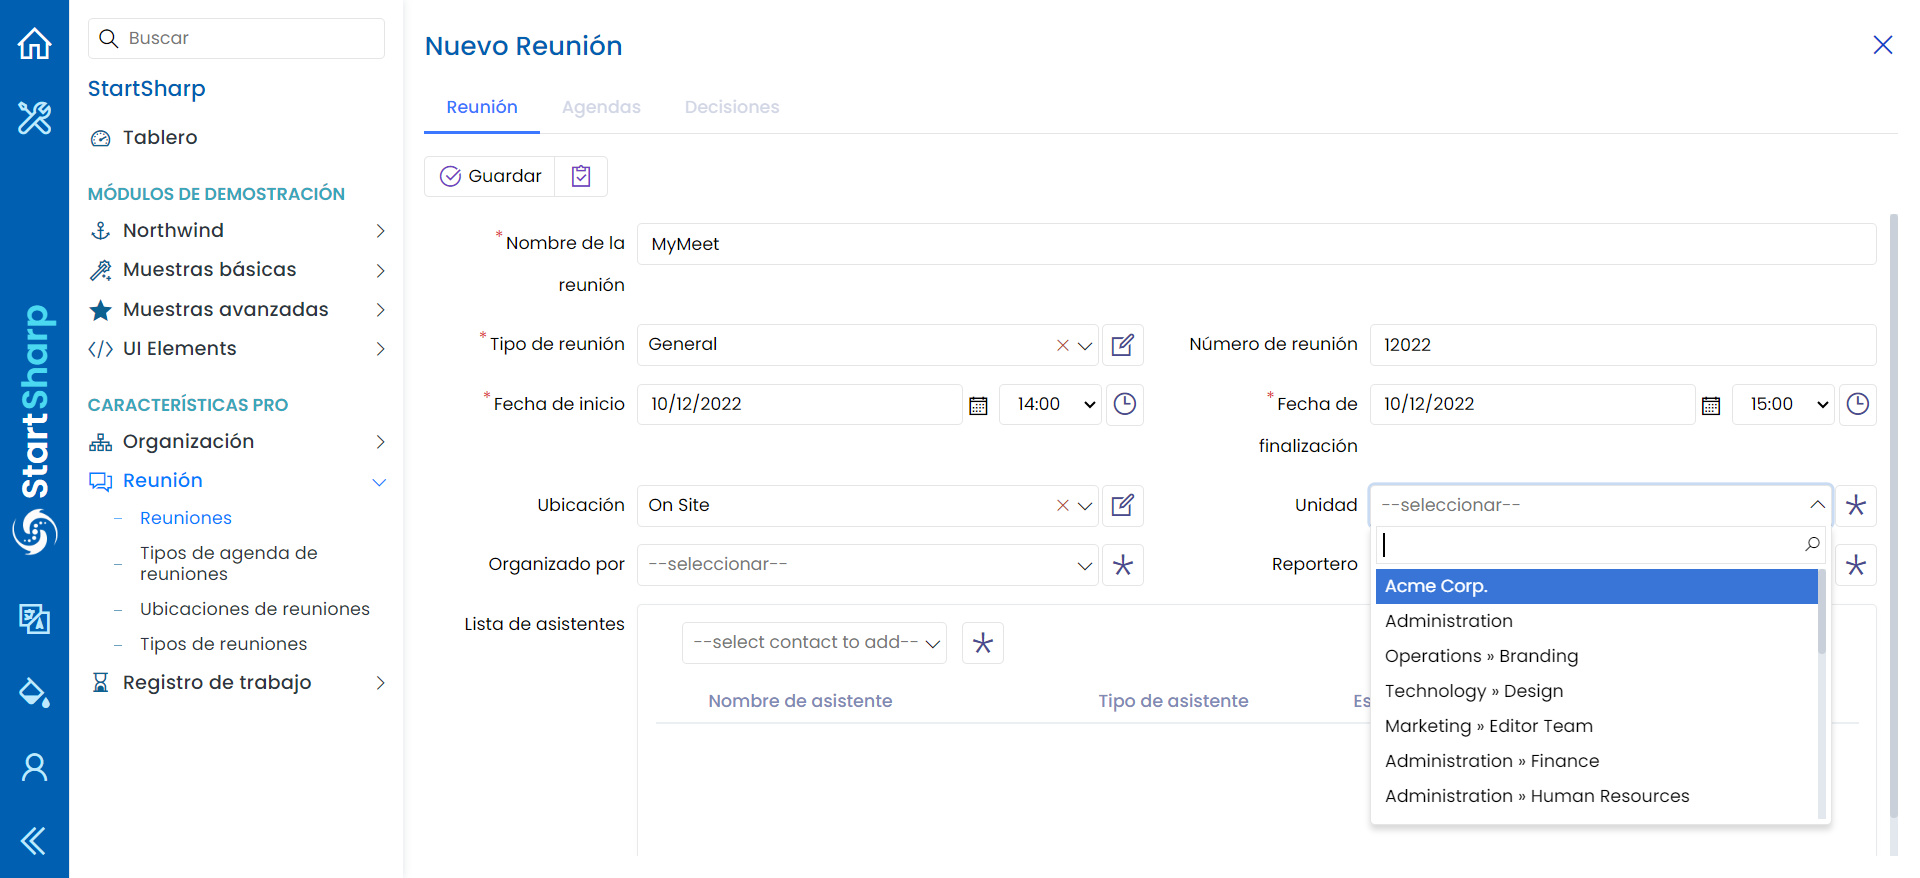 StartSharp
Buscar
StartSharp
Tablero
MÓDULOS DE DEMOSTRACIÓN
Northwind
Muestras básicas
Muestras avanzadas
UI Elements
CARACTERÍSTICAS PRO
Organización
Reunión
Reuniones
Tipos de agenda de
reuniones
Ubicaciones de reuniones
Tipos de reuniones
Registro de trabajo
Nuevo Reunión
Reunión Agendas Decisiones
Guardar
*Nombre de la
reunión
MyMeet
*Tipo de reunión General
Número de reunión 12022
*Fecha de inicio 10/12/2022 14:00
*Fecha de
finalización
10/12/2022 15:00
Ubicación On Site
Unidad --seleccionar--
Organizado por --seleccionar--
Reportero
Acme Corp.
Administration
Operations » Branding
Technology » Design
Marketing » Editor Team
Administration » Finance
Administration » Human Resources
Lista de asistentes
--select contact to add--
Nombre de asistente Tipo de asistente Es